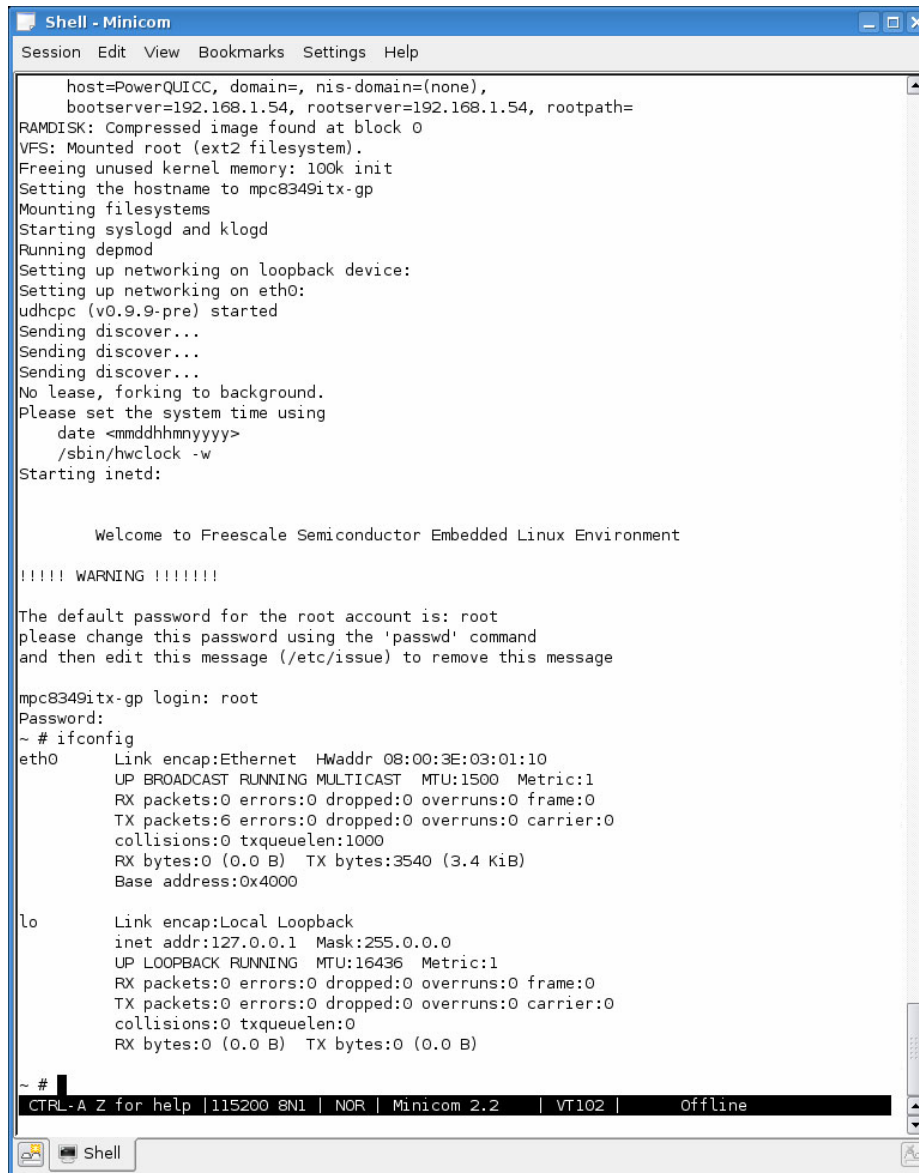 Shell - Minicom
Session Edit View Bookmarks Settings Help
host=PowerQUICC, domain=, nis-domain=(none),
bootserver=192.168.1.54, rootserver=192.168.1.54, rootpath=
RAMDISK: Compressed image found at block 0
VFS: Mounted root (ext2 filesystem).
Freeing unused kernel memory: 100k init
Setting the hostname to mpc8349itx-gp
Mounting filesystems
Starting syslogd and klogd
Running depmod
Setting up networking on loopback device:
Setting up networking on eth0:
udhcpc (v0.9.9-pre) started
Sending discover...
Sending discover...
Sending discover...
No lease, forking to background.
Please set the system time using
date <mmddhhmnyyyy>
/sbin/hwclock -w
Starting inetd:
Welcome to Freescale Semiconductor Embedded Linux Environment
!!!!! WARNING !!!!!!!
The default password for the root account is: root
please change this password using the 'passwd' command
and then edit this message (/etc/issue) to remove this message
mpc8349itx-gp login: root
Password:
~ # ifconfig
eth0 Link encap:Ethernet HWaddr 08:00:3E:03:01:10
UP BROADCAST RUNNING MULTICAST MTU:1500 Metric:1
RX packets:0 errors:0 dropped:0 overruns:0 frame:0
TX packets:6 errors:0 dropped:0 overruns:0 carrier:0
collisions:0 txqueuelen:1000
RX bytes:0 (0.0 B) TX bytes:3540 (3.4 KiB)
Base address:0x4000
lo Link encap:Local Loopback
inet addr:127.0.0.1 Mask:255.0.0.0
UP LOOPBACK RUNNING MTU:16436 Metric:1
RX packets:0 errors:0 dropped:0 overruns:0 frame:0
TX packets:0 errors:0 dropped:0 overruns:0 carrier:0
collisions:0 txqueuelen:0
RX bytes:0 (0.0 B) TX bytes:0 (0.0 B)
~ #
CTRL-A Z for help |115200 8N1 | NOR | Minicom 2.2 | VT102 | Offline
Shell